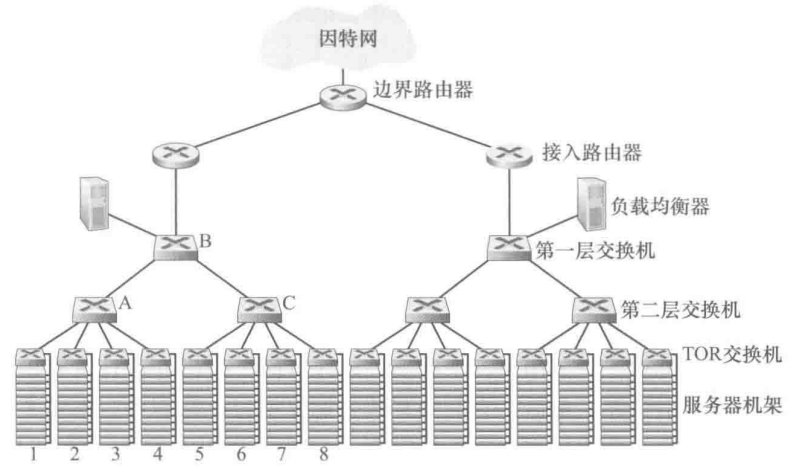 因特网
边界路由器
接入路由器
负载均衡器
B
第一层交换机
A
C
第二层交换机
TOR交换机
服务器机架
1 2 3 4 5 6 7 8